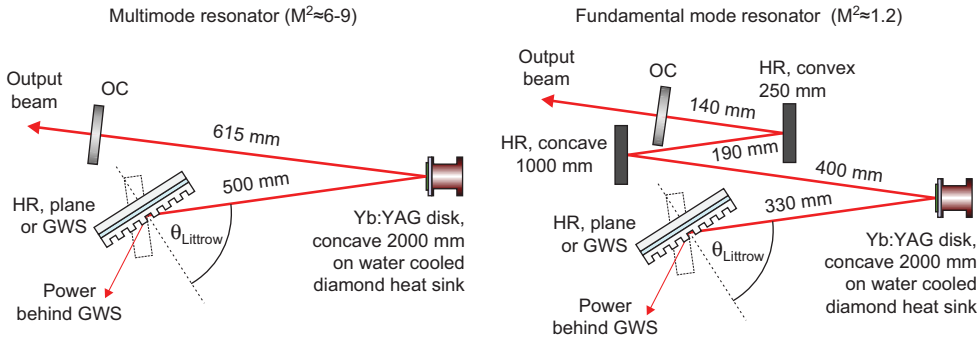 Multimode resonator (M²≈6-9)
Output
beam
OC
615 mm
500 mm
HR, plane
or GWS
θLittrow
Power
behind GWS
Yb:YAG disk,
concave 2000 mm
on water cooled
diamond heat sink
Fundamental mode resonator (M²≈1.2)
Output
beam
OC
HR, convex
250 mm
140 mm
190 mm
HR, concave
1000 mm
400 mm
330 mm
HR, plane
or GWS
θLittrow
Power
behind GWS
Yb:YAG disk,
concave 2000 mm
on water cooled
diamond heat sink